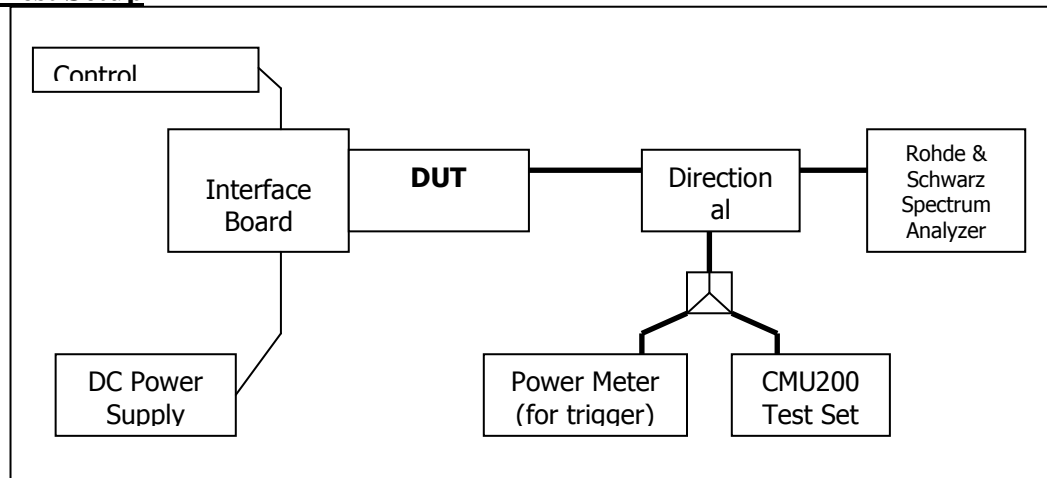 Control
Interface
Board
DUT
Direction
al
Rohde &
Schwarz
Spectrum
Analyzer
DC Power
Supply
Power Meter
(for trigger)
CMU200
Test Set